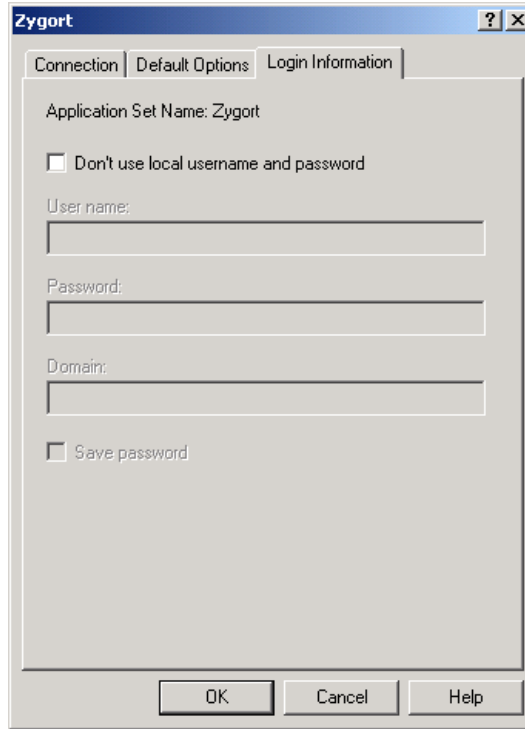 Zygort
Connection Default Options Login Information
Application Set Name: Zygort
Don't use local username and password
User name:
Password:
Domain:
Save password
OK Cancel Help